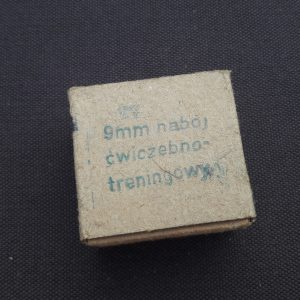 9mm nabój
ćwiczebno-
treningowy